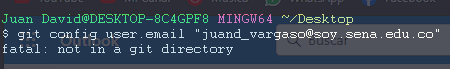 Juan David@DESKTOP-8C4GPF8 MINGW64 ~/Desktop
$ git config user.email "juand_vargaso@soy.sena.edu.co"
fatal: not in a git directory